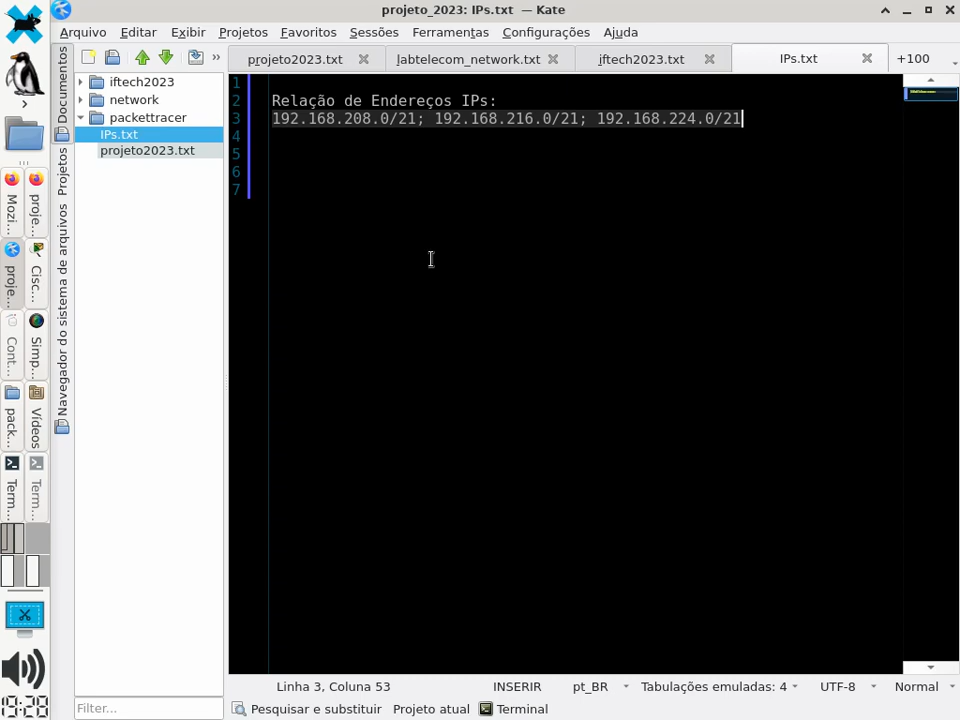 projeto_2023: IPs.txt — Kate
Arquivo Editar Exibir Projetos Favoritos Sessões Ferramentas Configurações Ajuda
projeto2023.txt labtelecom_network.txt iftech2023.txt IPs.txt +100
Documentos
Projetos
Navegador do sistema de arquivos
iftech2023
network
packettracer
IPs.txt
projeto2023.txt
Filter...
1
2 Relação de Endereços IPs:
3 192.168.208.0/21; 192.168.216.0/21; 192.168.224.0/21
4
5
6
7
Mozi... proje...
proje... Cisc...
Cont... Simp...
pack... Vídeos
Term... Term...
19:28
Linha 3, Coluna 53 INSERIR pt_BR Tabulações emuladas: 4 UTF-8 Normal
Pesquisar e substituir Projeto atual Terminal